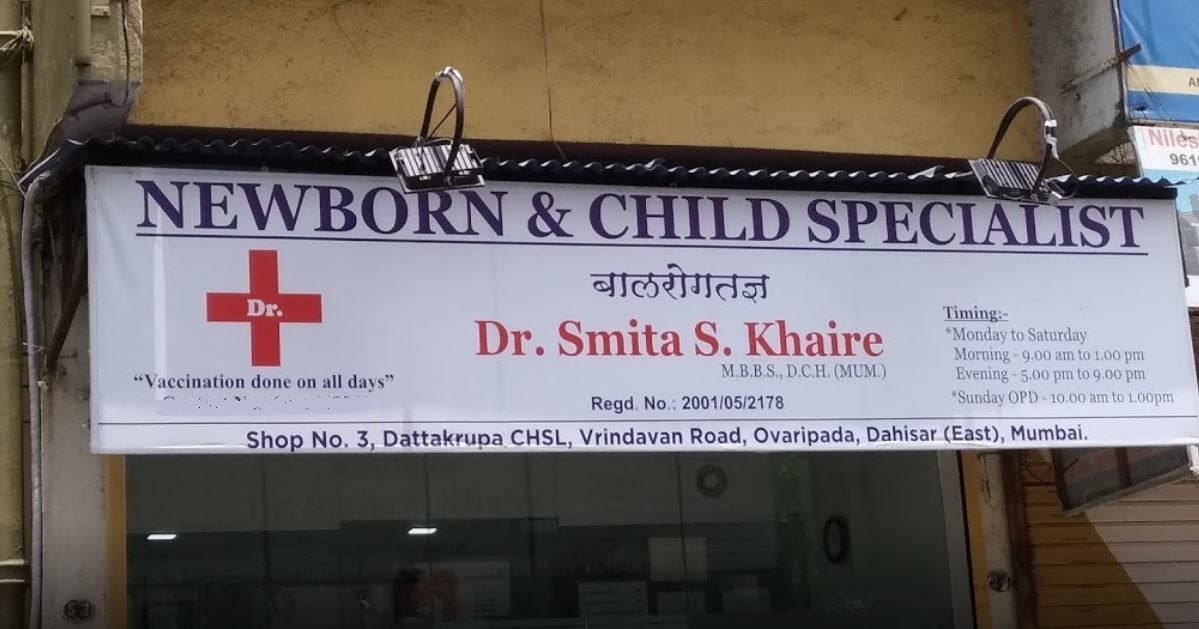 NEWBORN & CHILD SPECIALIST
बालरोगतज्ञ
Dr.
Dr. Smita S. Khaire
M.B.B.S., D.C.H. (MUM.)
Regd. No.: 2001/05/2178
"Vaccination done on all days"
Timing:-
*Monday to Saturday
Morning - 9.00 am to 1.00 pm
Evening - 5.00 pm to 9.00 pm
*Sunday OPD - 10.00 am to 1.00pm
Shop No. 3, Dattakrupa CHSL, Vrindavan Road, Ovaripada, Dahisar (East), Mumbai.